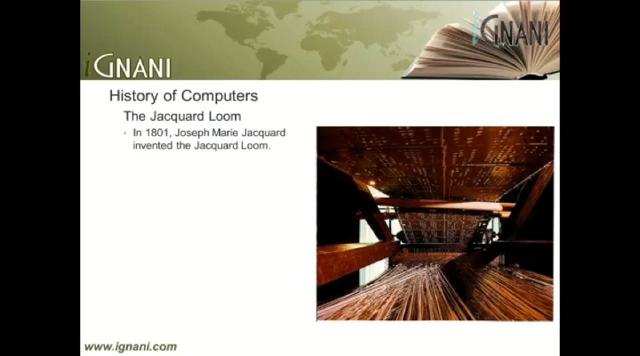 iGNANI
iGNANI
History of Computers
The Jacquard Loom
In 1801, Joseph Marie Jacquard
invented the Jacquard Loom.
www.ignani.com